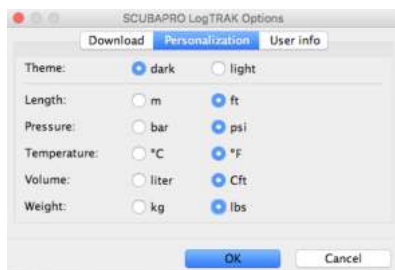 SCUBAPRO LogTRAK Options
Download Personalization User info
Theme: dark light
Length: m ft
Pressure: bar psi
Temperature: °C °F
Volume: liter Cft
Weight: kg lbs
OK Cancel